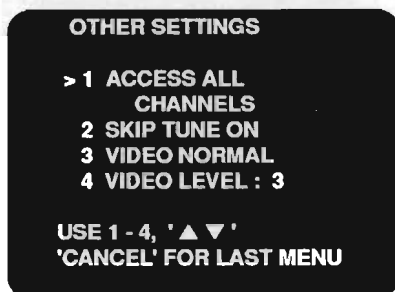 OTHER SETTINGS
> 1 ACCESS ALL
CHANNELS
2 SKIP TUNE ON
3 VIDEO NORMAL
4 VIDEO LEVEL : 3
USE 1 - 4, ' ▲ ▼ '
'CANCEL' FOR LAST MENU